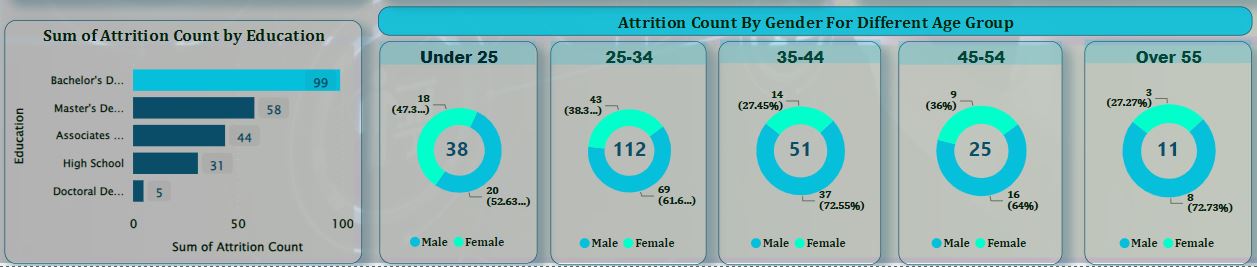 Sum of Attrition Count by Education
Education
Bachelor's D... 99
Master's De... 58
Associates ... 44
High School 31
Doctoral De... 5
0 50 100
Sum of Attrition Count
Attrition Count By Gender For Different Age Group
Under 25
18
(47.3...)
38
20
(52.63...)
Male Female
25-34
43
(38.3...)
112
69
(61.6...)
Male Female
35-44
14
(27.45%)
51
37
(72.55%)
Male Female
45-54
9
(36%)
25
16
(64%)
Male Female
Over 55
3
(27.27%)
11
8
(72.73%)
Male Female